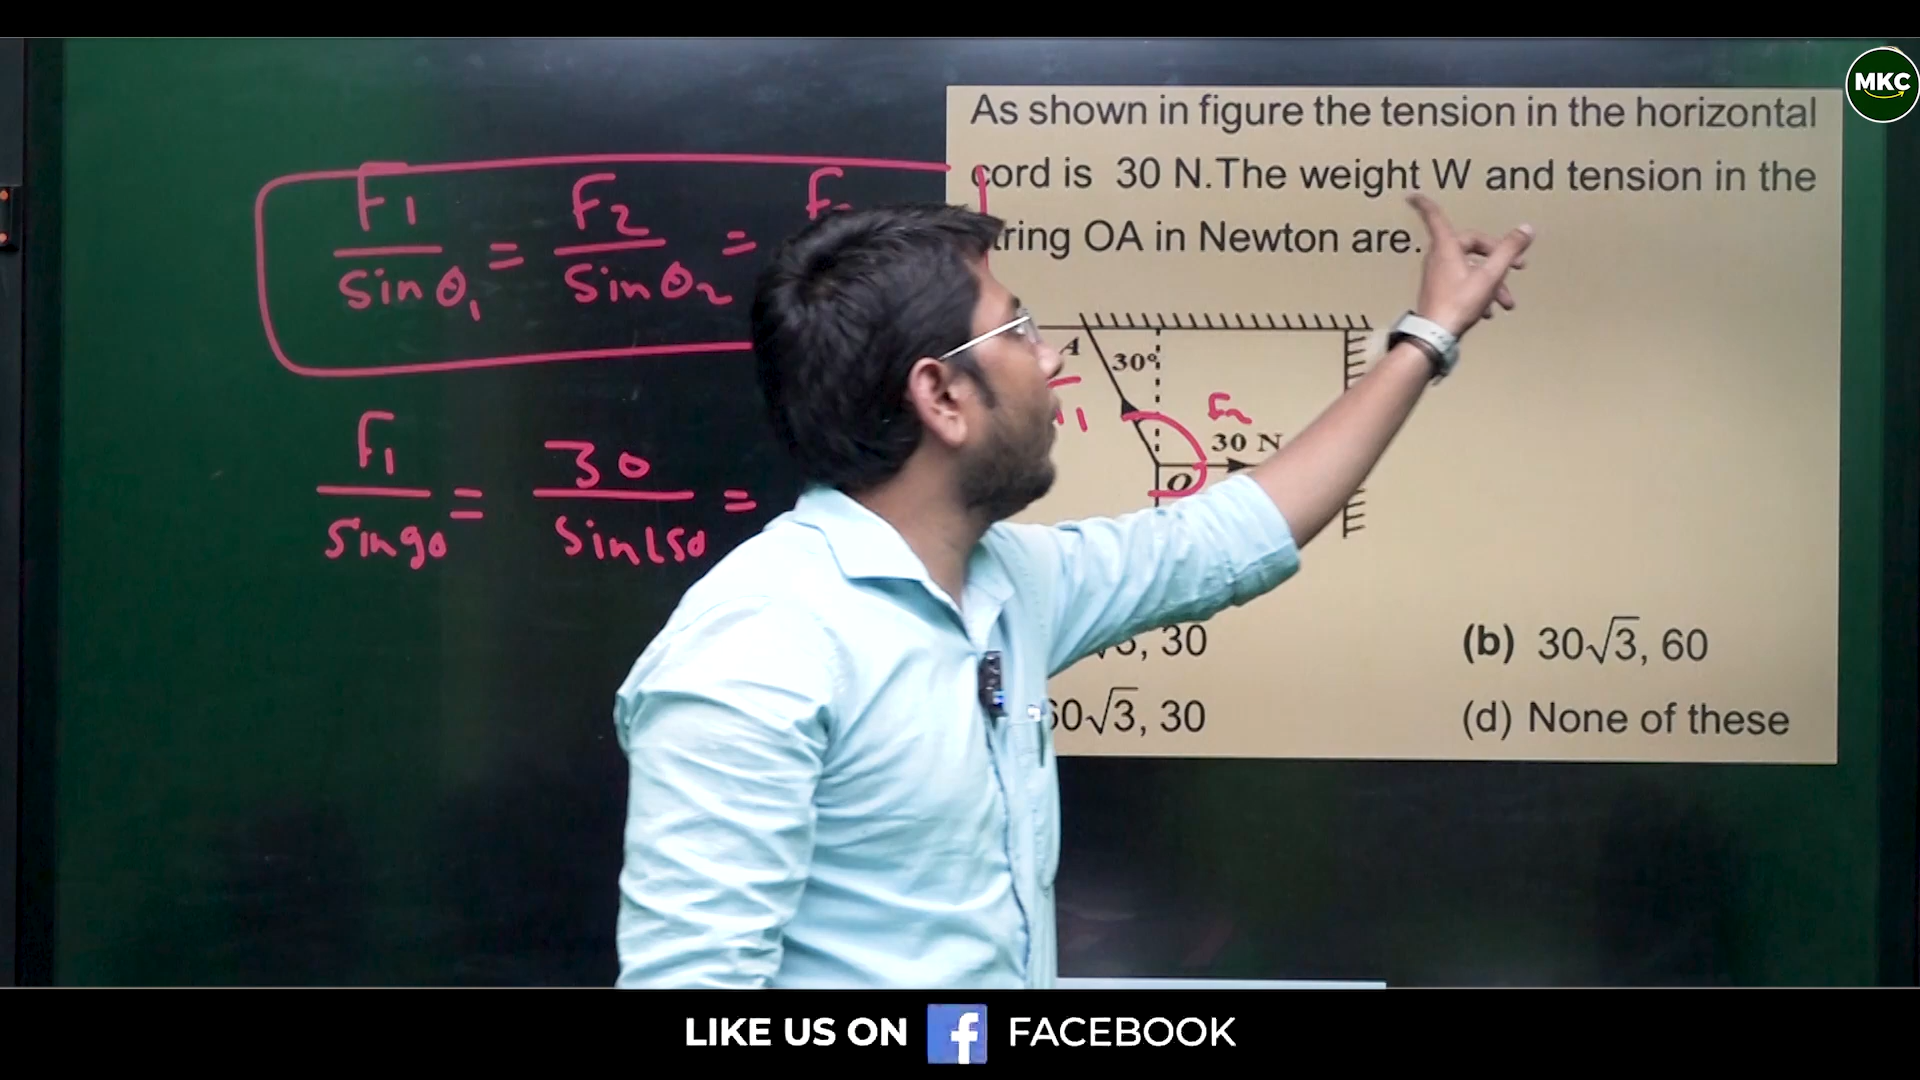 MKC
As shown in figure the tension in the horizontal
cord is 30 N.The weight W and tension in the
OA in Newton are.
F1/sinθ1 = F2/sinθ2 =
A
30°
F2
30 N
O
F1/sin90 = 30/sin150 =
, 30
(b) 30√3, 60
√3, 30
(d) None of these
LIKE US ON f FACEBOOK